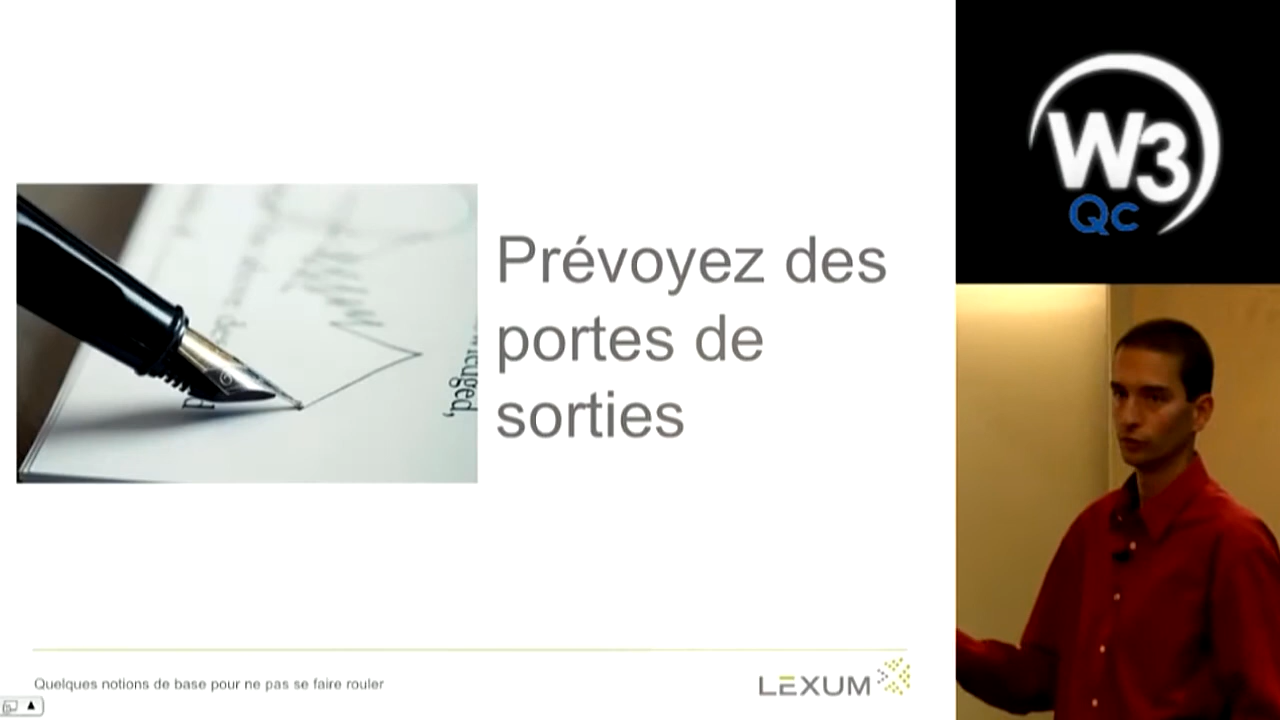 Prévoyez des
portes de
sorties
Quelques notions de base pour ne pas se faire rouler
LEXUM
W3
Qc